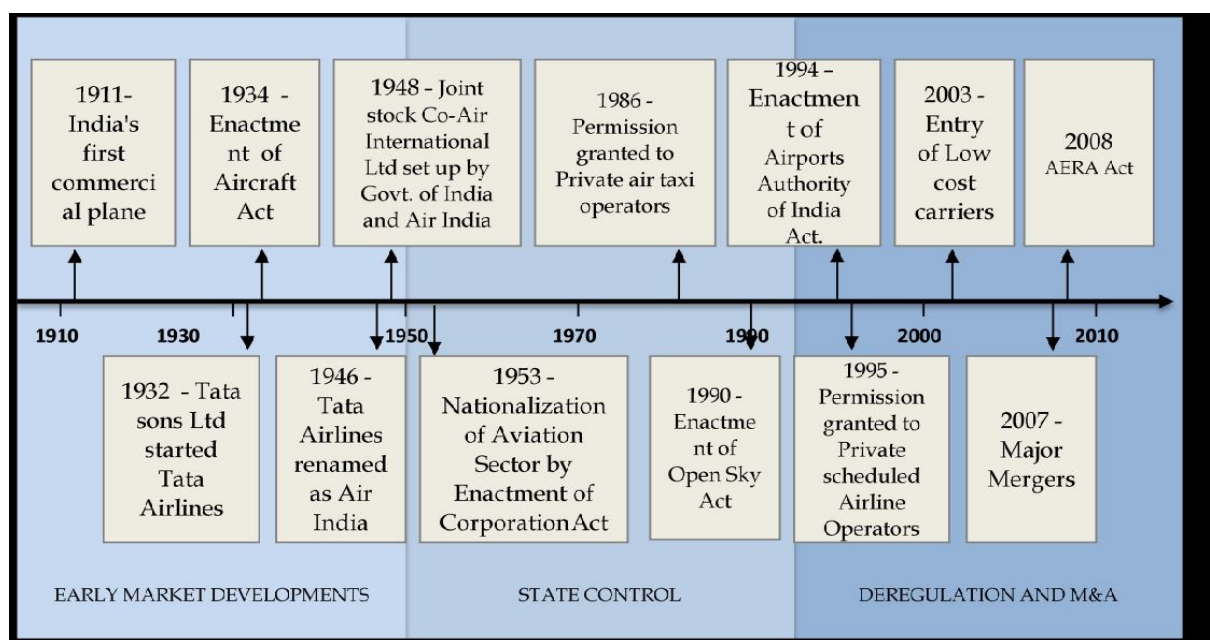 1911-
India's
first
commerci
al plane
1934 -
Enactme
nt of
Aircraft
Act
1948 - Joint
stock Co-Air
International
Ltd set up by
Govt. of India
and Air India
1986 -
Permission
granted to
Private air taxi
operators
1994 –
Enactmen
t of
Airports
Authority
of India
Act.
2003 -
Entry
of Low
cost
carriers
2008
AERA Act
1910
1930
1950
1970
1990
2000
2010
1932 - Tata
sons Ltd
started
Tata
Airlines
1946 -
Tata
Airlines
renamed
as Air
India
1953 -
Nationalization
of Aviation
Sector by
Enactment of
Corporation Act
1990 -
Enactme
nt of
Open Sky
Act
1995 -
Permission
granted to
Private
scheduled
Airline
Operators
2007 -
Major
Mergers
EARLY MARKET DEVELOPMENTS
STATE CONTROL
DEREGULATION AND M&A